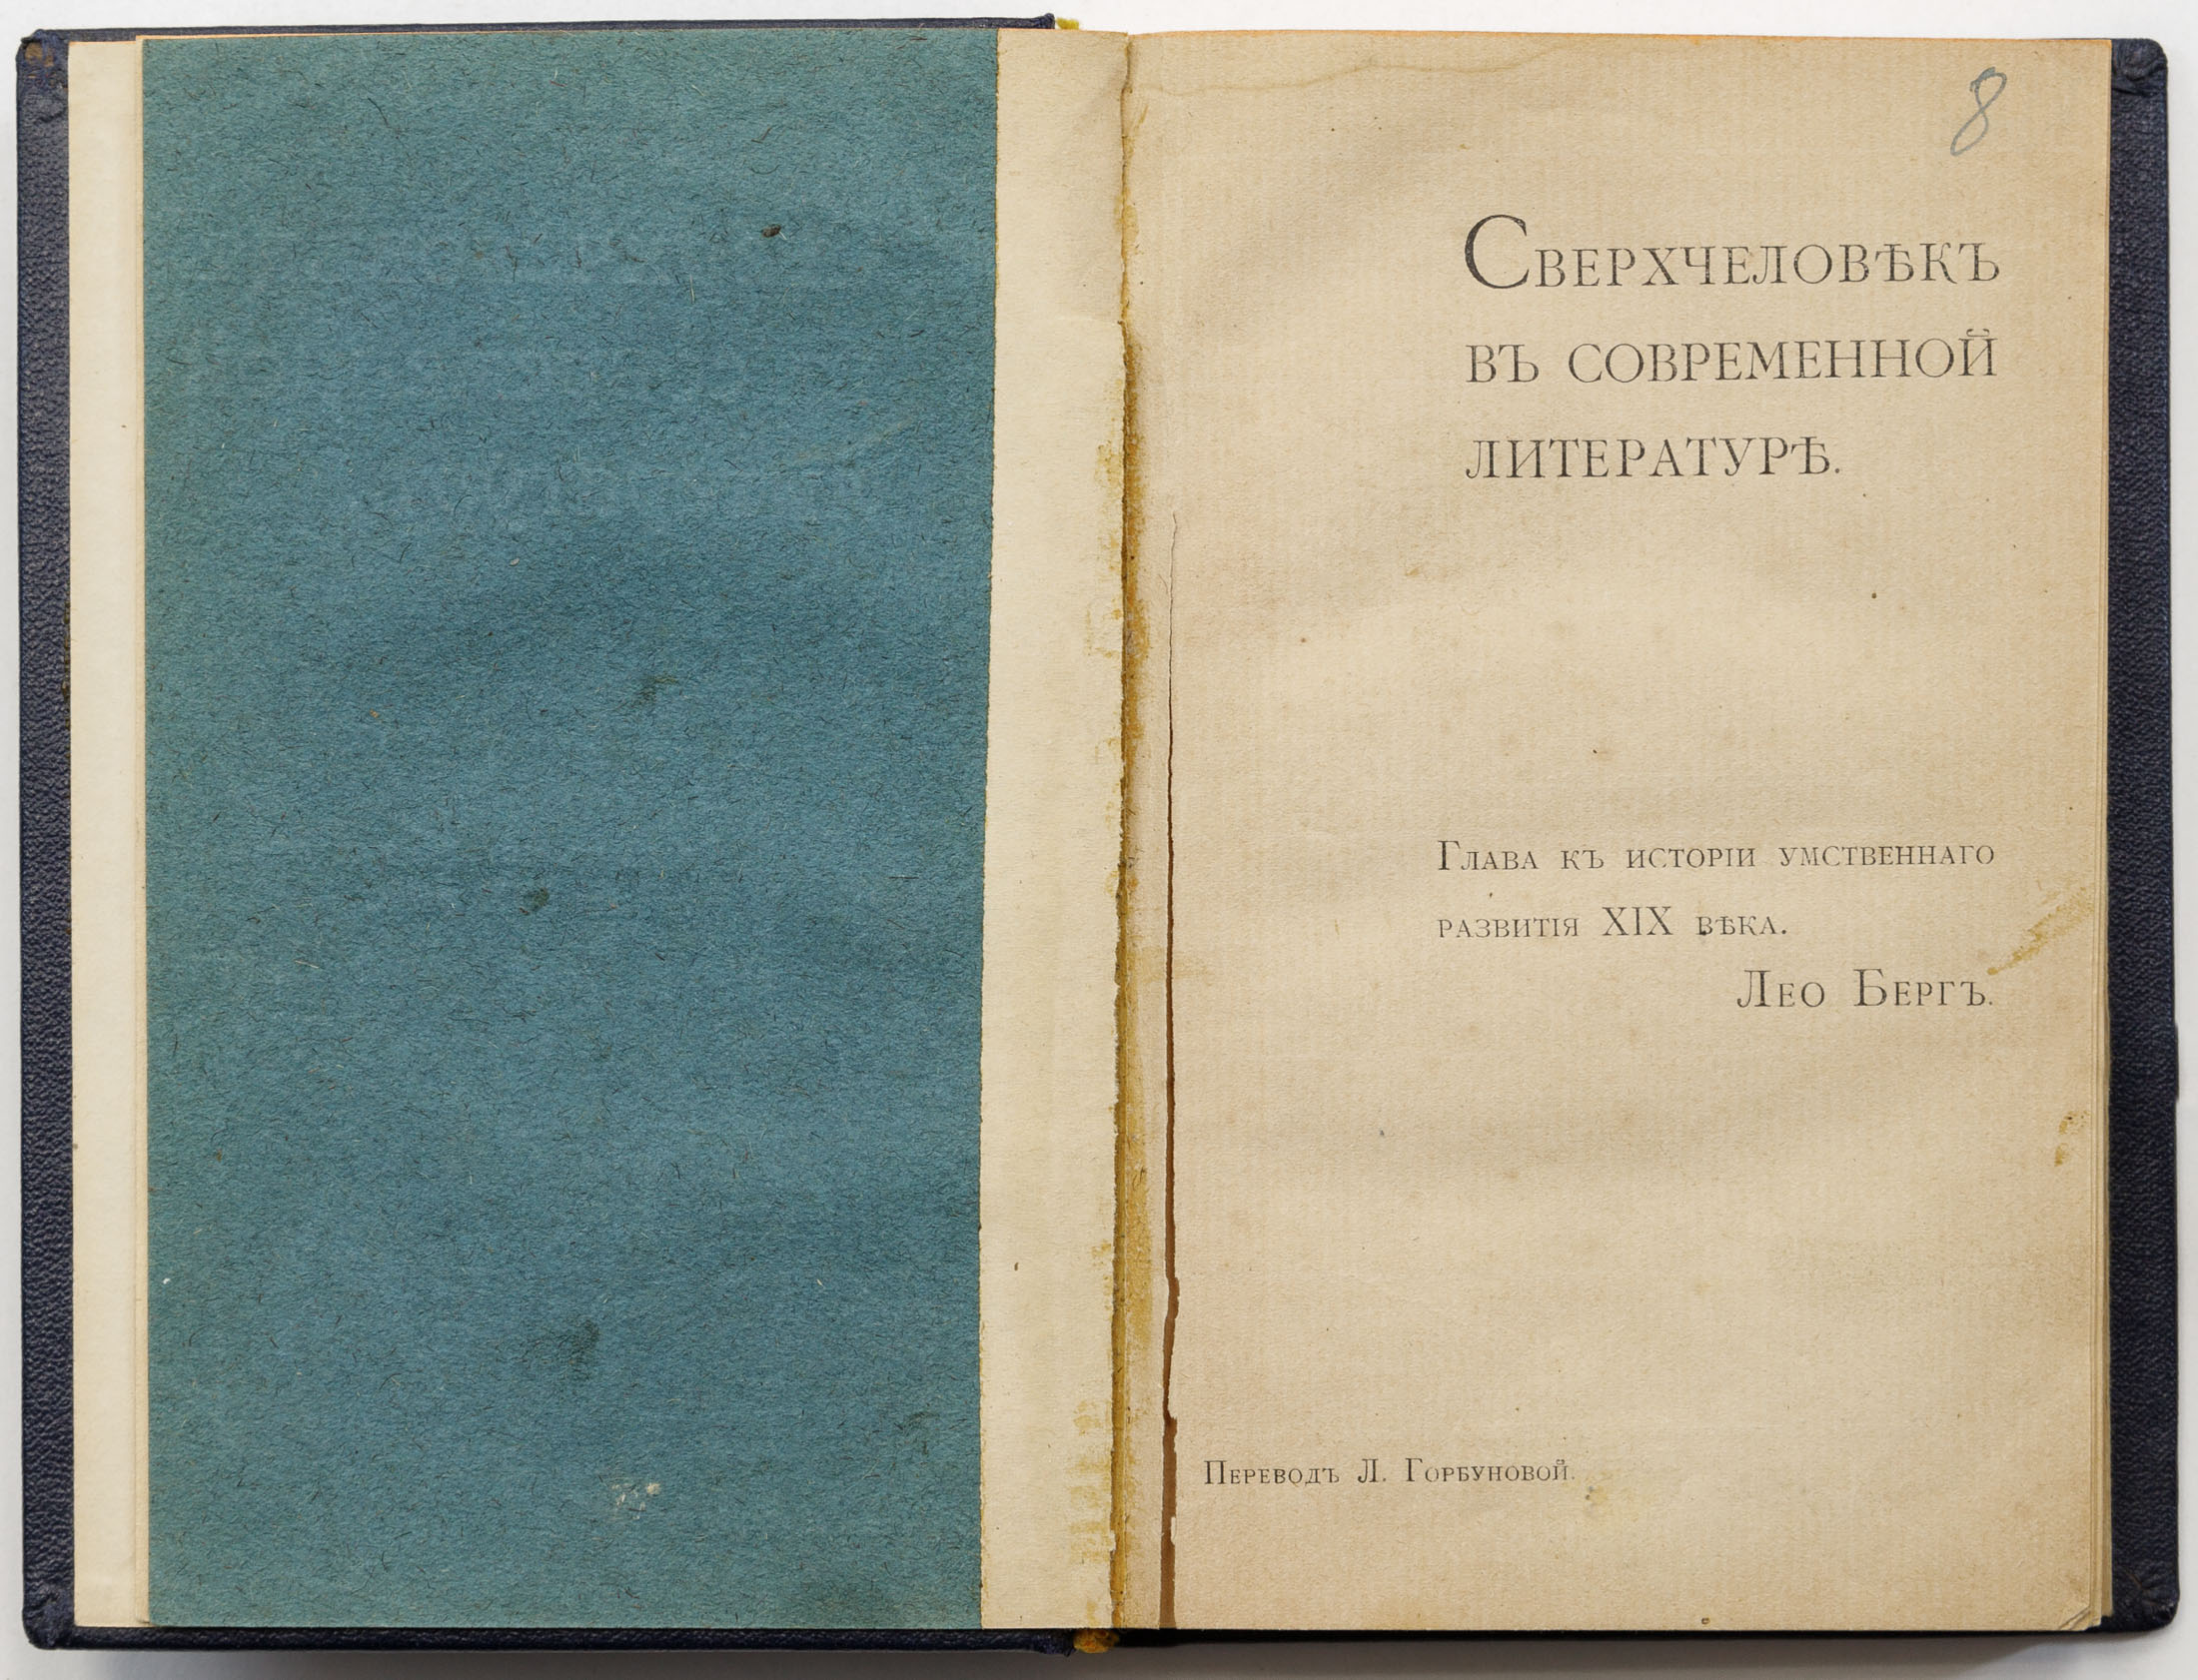 8
Сверхчеловѣкъ
въ современной
литературѣ.
Глава къ исторіи умственнаго
развитія XIX вѣка.
Лео Бергъ.
Переводъ Л. Горбуновой.